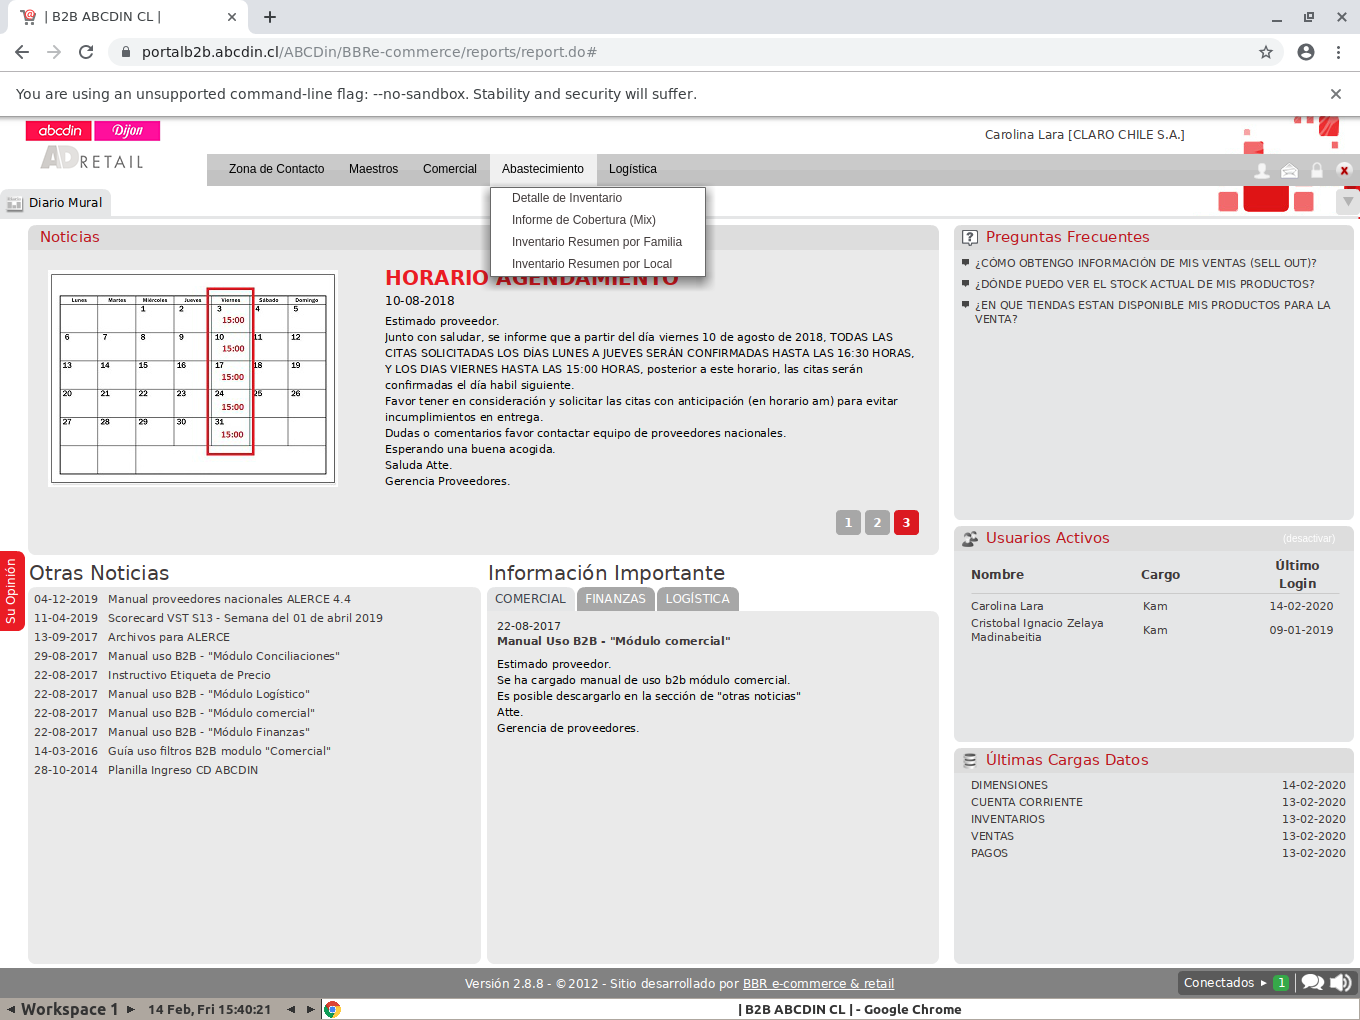 | B2B ABCDIN CL |
portalb2b.abcdin.cl/ABCDin/BBRe-commerce/reports/report.do#
You are using an unsupported command-line flag: --no-sandbox. Stability and security will suffer.
abcdin Dijon
ADRETAIL
Carolina Lara [CLARO CHILE S.A.]
Zona de Contacto Maestros Comercial Abastecimiento Logística
Detalle de Inventario
Informe de Cobertura (Mix)
Inventario Resumen por Familia
Inventario Resumen por Local
Diario Mural
Noticias
Lunes Martes Miércoles Jueves Viernes Sábado Domingo
1 2 3 4 5
15:00
6 7 8 9 10 11 12
15:00
13 14 15 16 17 18 19
15:00
20 21 22 23 24 25 26
15:00
27 28 29 30 31
15:00
HORARIO AGENDAMIENTO
10-08-2018
Estimado proveedor.
Junto con saludar, se informe que a partir del día viernes 10 de agosto de 2018, TODAS LAS
CITAS SOLICITADAS LOS DÍAS LUNES A JUEVES SERÁN CONFIRMADAS HASTA LAS 16:30 HORAS,
Y LOS DIAS VIERNES HASTA LAS 15:00 HORAS, posterior a este horario, las citas serán
confirmadas el día habil siguiente.
Favor tener en consideración y solicitar las citas con anticipación (en horario am) para evitar
incumplimientos en entrega.
Dudas o comentarios favor contactar equipo de proveedores nacionales.
Esperando una buena acogida.
Saluda Atte.
Gerencia Proveedores.
1 2 3
Preguntas Frecuentes
¿CÓMO OBTENGO INFORMACIÓN DE MIS VENTAS (SELL OUT)?
¿DÓNDE PUEDO VER EL STOCK ACTUAL DE MIS PRODUCTOS?
¿EN QUE TIENDAS ESTAN DISPONIBLE MIS PRODUCTOS PARA LA
VENTA?
Usuarios Activos (desactivar)
Nombre Cargo Último Login
Carolina Lara Kam 14-02-2020
Cristobal Ignacio Zelaya Madinabeitia Kam 09-01-2019
Últimas Cargas Datos
DIMENSIONES 14-02-2020
CUENTA CORRIENTE 13-02-2020
INVENTARIOS 13-02-2020
VENTAS 13-02-2020
PAGOS 13-02-2020
Su Opinión
Otras Noticias
04-12-2019 Manual proveedores nacionales ALERCE 4.4
11-04-2019 Scorecard VST S13 - Semana del 01 de abril 2019
13-09-2017 Archivos para ALERCE
29-08-2017 Manual uso B2B - "Módulo Conciliaciones"
22-08-2017 Instructivo Etiqueta de Precio
22-08-2017 Manual uso B2B - "Módulo Logístico"
22-08-2017 Manual uso B2B - "Módulo comercial"
22-08-2017 Manual uso B2B - "Módulo Finanzas"
14-03-2016 Guía uso filtros B2B modulo "Comercial"
28-10-2014 Planilla Ingreso CD ABCDIN
Información Importante
COMERCIAL FINANZAS LOGÍSTICA
22-08-2017
Manual Uso B2B - "Módulo comercial"
Estimado proveedor.
Se ha cargado manual de uso b2b módulo comercial.
Es posible descargarlo en la sección de "otras noticias"
Atte.
Gerencia de proveedores.
Versión 2.8.8 - ©2012 - Sitio desarrollado por BBR e-commerce & retail
Conectados 1
Workspace 1 14 Feb, Fri 15:40:21 | B2B ABCDIN CL | - Google Chrome